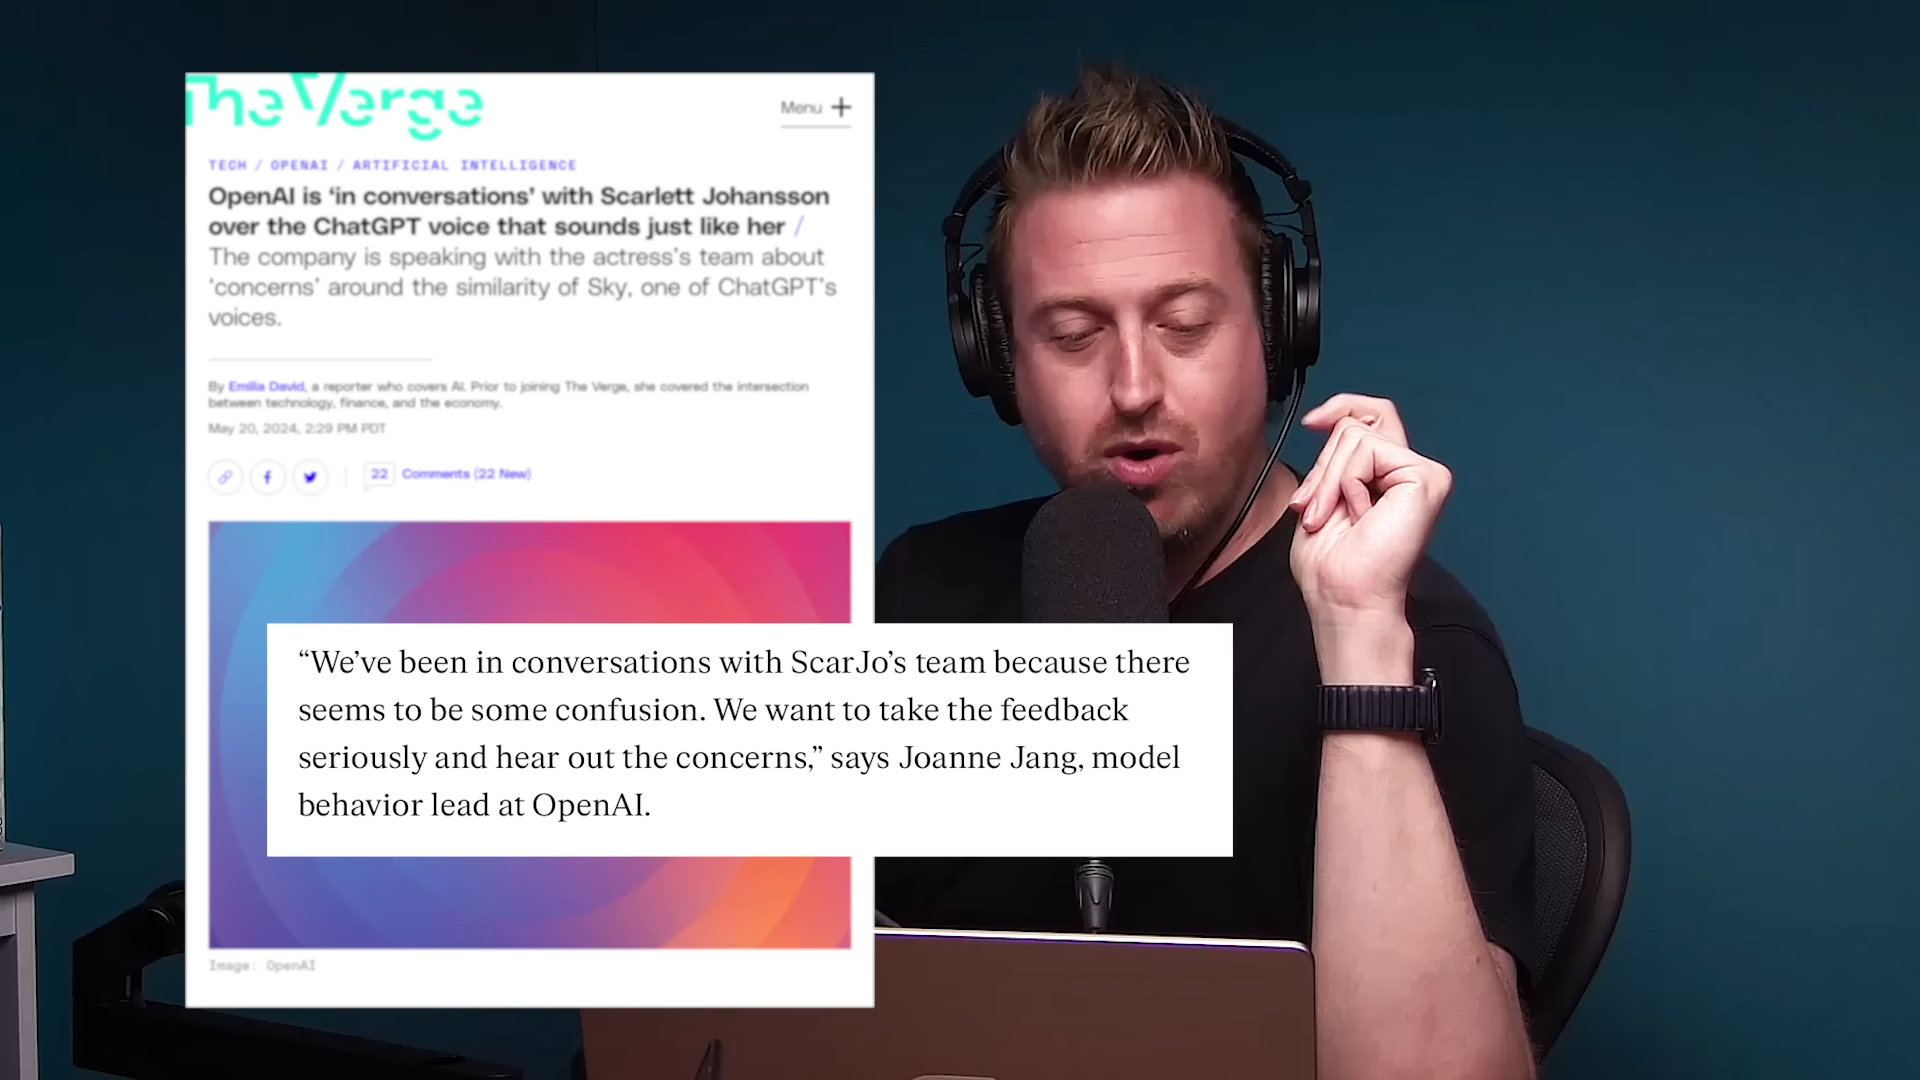 The Verge
Menu +
TECH / OPENAI / ARTIFICIAL INTELLIGENCE
OpenAI is ‘in conversations’ with Scarlett Johansson
over the ChatGPT voice that sounds just like her /
The company is speaking with the actress’s team about
‘concerns’ around the similarity of Sky, one of ChatGPT’s
voices.
By Emilia David, a reporter who covers AI. Prior to joining The Verge, she covered the intersection
between technology, finance, and the economy.
May 20, 2024, 2:29 PM PDT
22 Comments (22 New)
“We’ve been in conversations with ScarJo’s team because there
seems to be some confusion. We want to take the feedback
seriously and hear out the concerns,” says Joanne Jang, model
behavior lead at OpenAI.
Image: OpenAI